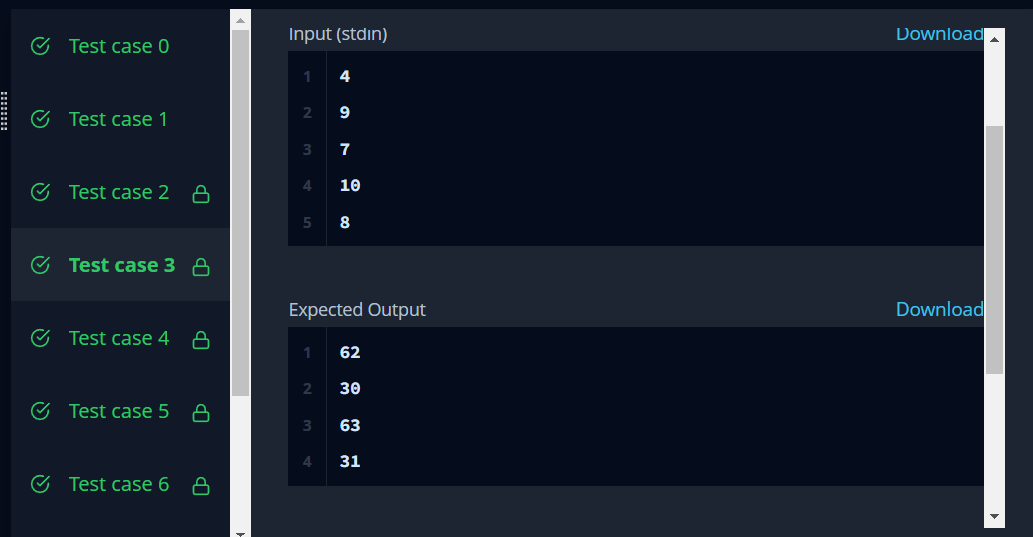 Test case 0
Test case 1
Test case 2
Test case 3
Test case 4
Test case 5
Test case 6
Input (stdin)
Download
1 4
2 9
3 7
4 10
5 8
Expected Output
Download
1 62
2 30
3 63
4 31